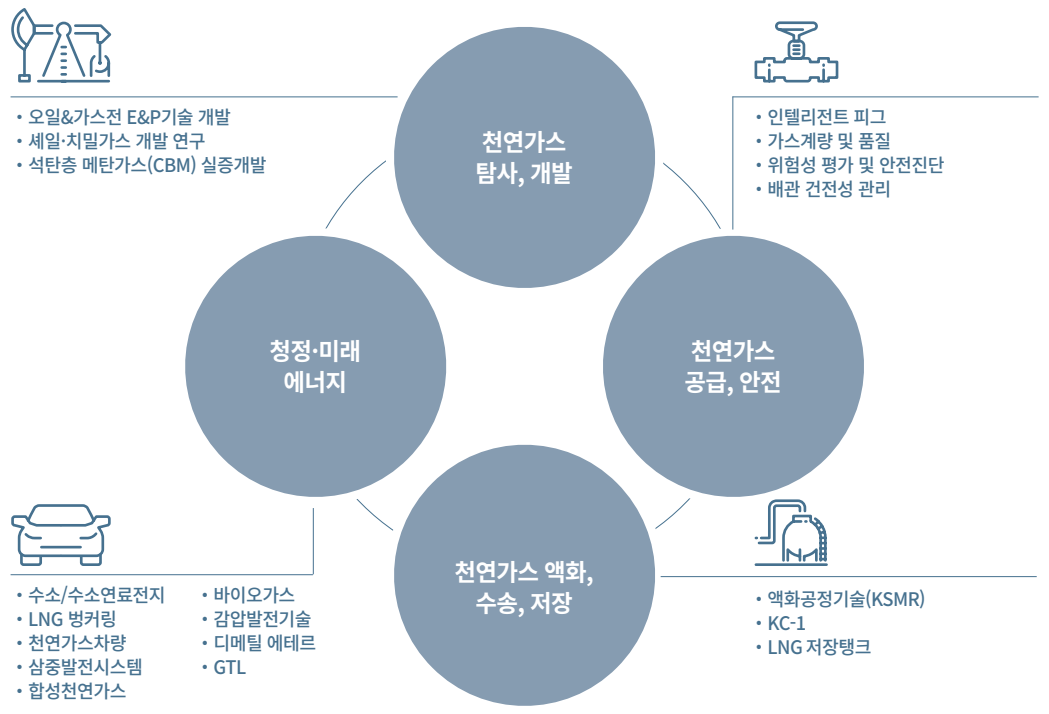 • 오일&가스전 E&P기술 개발
• 셰일·치밀가스 개발 연구
• 석탄층 메탄가스(CBM) 실증개발
천연가스
탐사, 개발
• 인텔리전트 피그
• 가스계량 및 품질
• 위험성 평가 및 안전진단
• 배관 건전성 관리
청정·미래
에너지
천연가스
공급, 안전
천연가스 액화,
수송, 저장
• 수소/수소연료전지
• LNG 벙커링
• 천연가스차량
• 삼중발전시스템
• 합성천연가스
• 바이오가스
• 감압발전기술
• 디메틸 에테르
• GTL
• 액화공정기술(KSMR)
• KC-1
• LNG 저장탱크